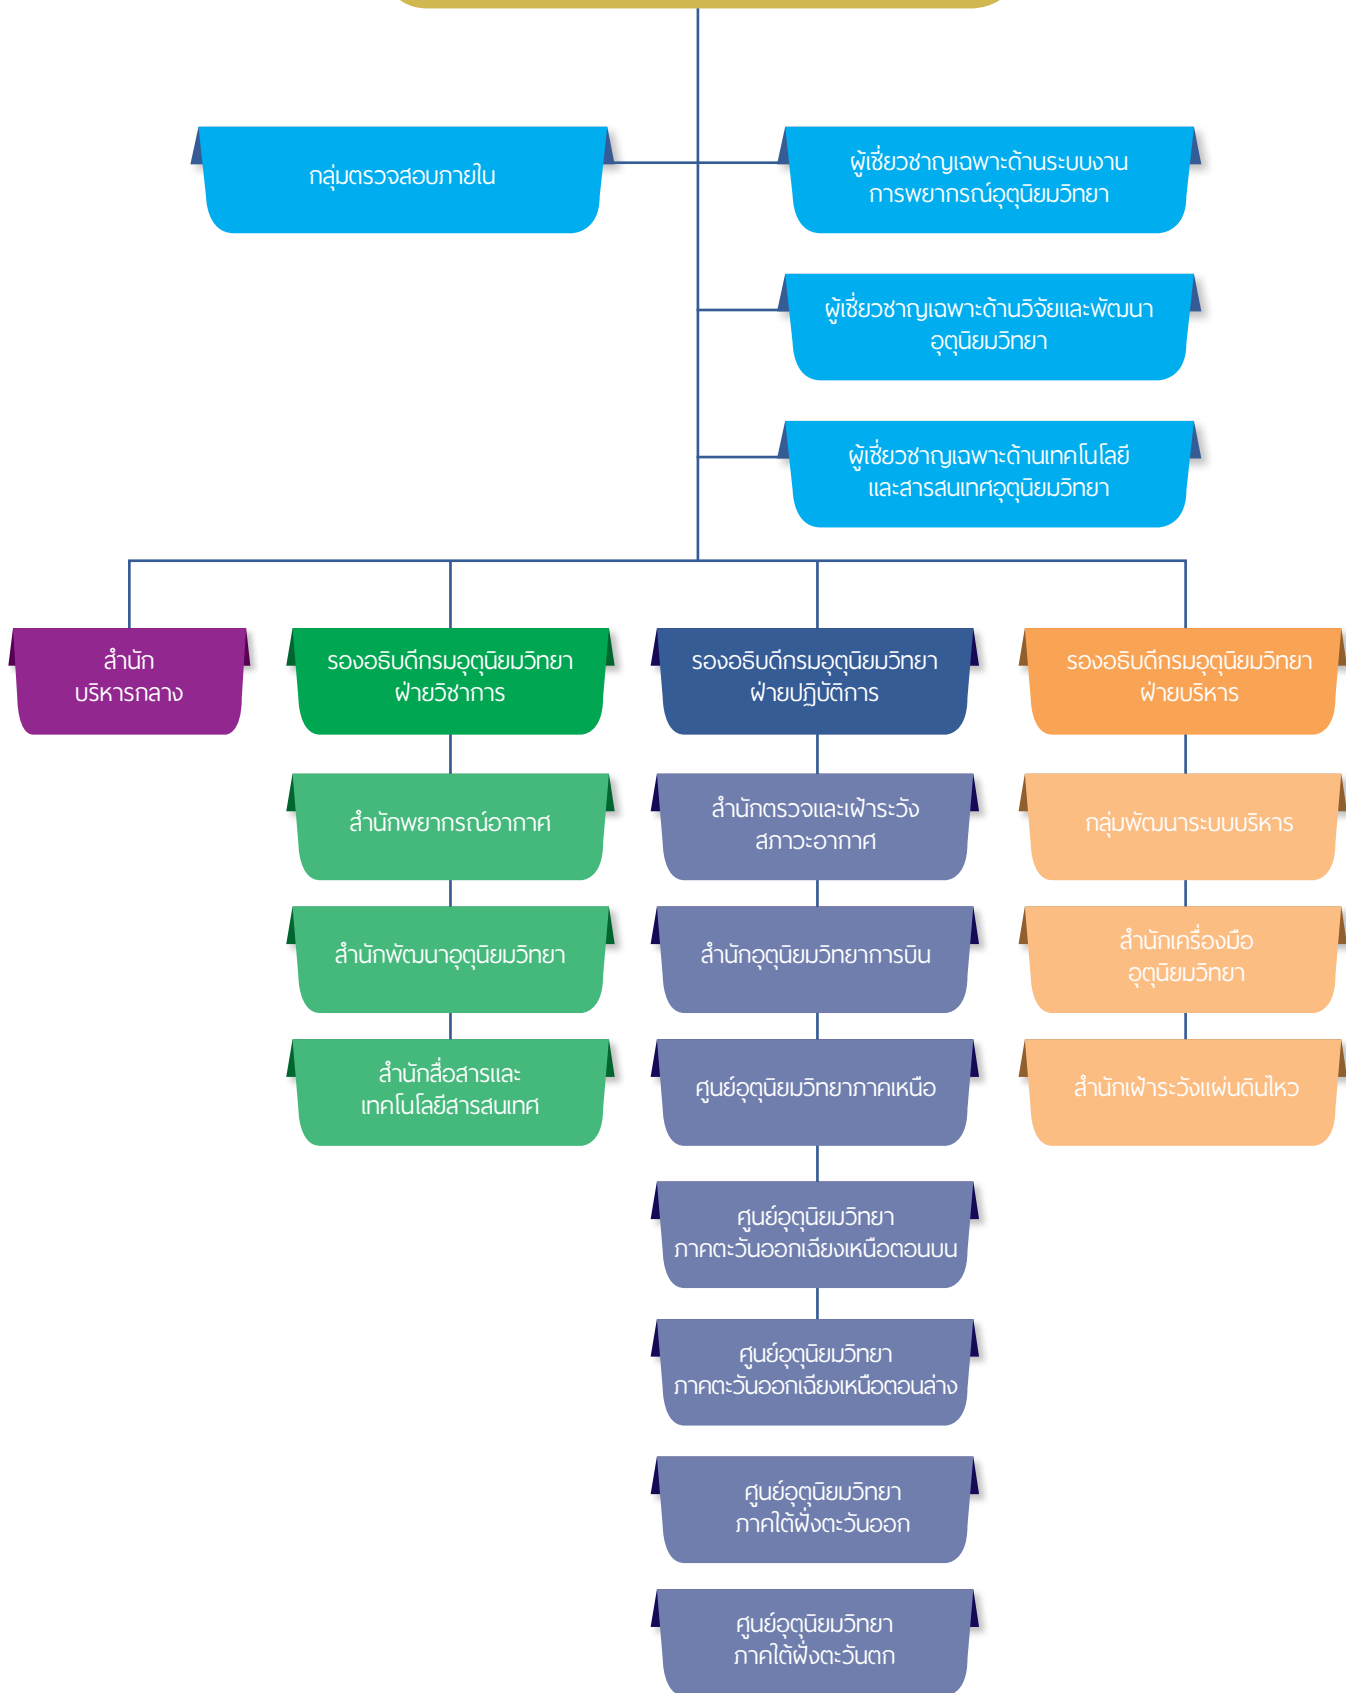 กลุ่มตรวจสอบภายใน
ผู้เชี่ยวชาญเฉพาะด้านระบบงาน
การพยากรณ์อุตุนิยมวิทยา
ผู้เชี่ยวชาญเฉพาะด้านวิจัยและพัฒนา
อุตุนิยมวิทยา
ผู้เชี่ยวชาญเฉพาะด้านเทคโนโลยี
และสารสนเทศอุตุนิยมวิทยา
สำนัก
บริหารกลาง
รองอธิบดีกรมอุตุนิยมวิทยา
ฝ่ายวิชาการ
สำนักพยากรณ์อากาศ
สำนักพัฒนาอุตุนิยมวิทยา
สำนักสื่อสารและ
เทคโนโลยีสารสนเทศ
รองอธิบดีกรมอุตุนิยมวิทยา
ฝ่ายปฏิบัติการ
สำนักตรวจและเฝ้าระวัง
สภาวะอากาศ
สำนักอุตุนิยมวิทยาการบิน
ศูนย์อุตุนิยมวิทยาภาคเหนือ
ศูนย์อุตุนิยมวิทยา
ภาคตะวันออกเฉียงเหนือตอนบน
ศูนย์อุตุนิยมวิทยา
ภาคตะวันออกเฉียงเหนือตอนล่าง
ศูนย์อุตุนิยมวิทยา
ภาคใต้ฝั่งตะวันออก
ศูนย์อุตุนิยมวิทยา
ภาคใต้ฝั่งตะวันตก
รองอธิบดีกรมอุตุนิยมวิทยา
ฝ่ายบริหาร
กลุ่มพัฒนาระบบบริหาร
สำนักเครื่องมือ
อุตุนิยมวิทยา
สำนักเฝ้าระวังแผ่นดินไหว